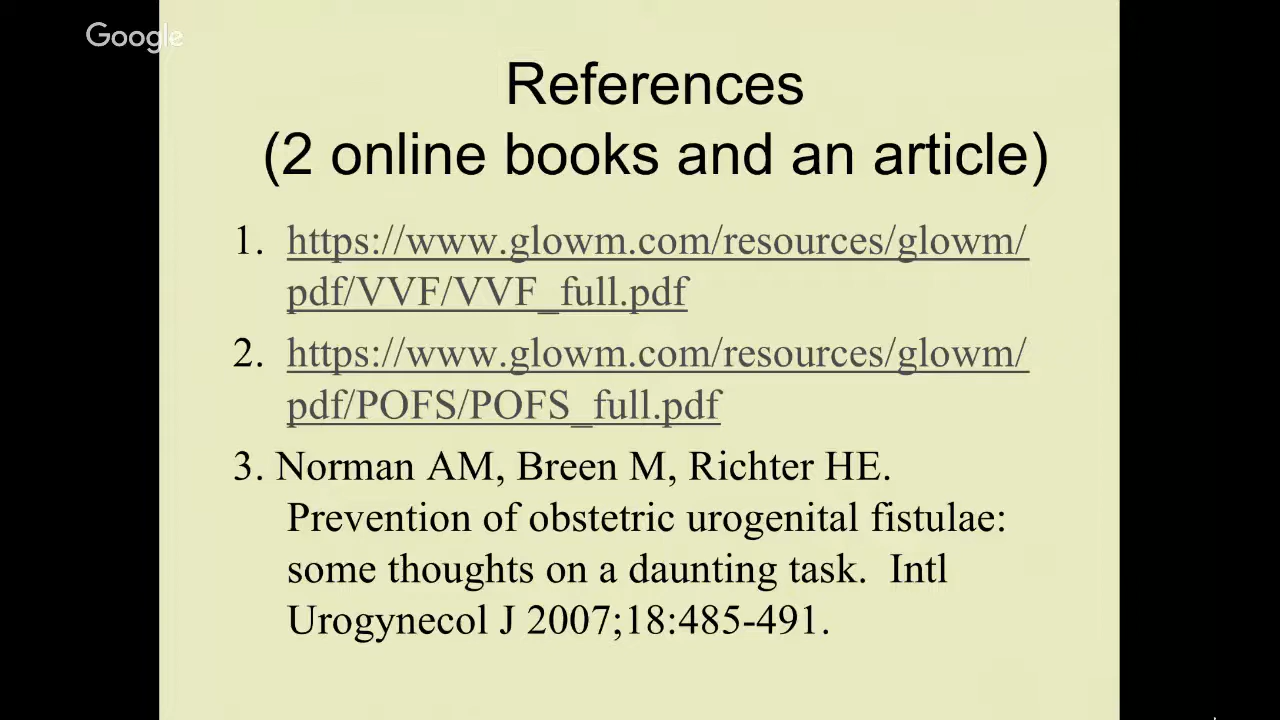 Google
References
(2 online books and an article)
1. https://www.glowm.com/resources/glowm/
pdf/VVF/VVF_full.pdf
2. https://www.glowm.com/resources/glowm/
pdf/POFS/POFS_full.pdf
3. Norman AM, Breen M, Richter HE.
Prevention of obstetric urogenital fistulae:
some thoughts on a daunting task.  Intl
Urogynecol J 2007;18:485-491.